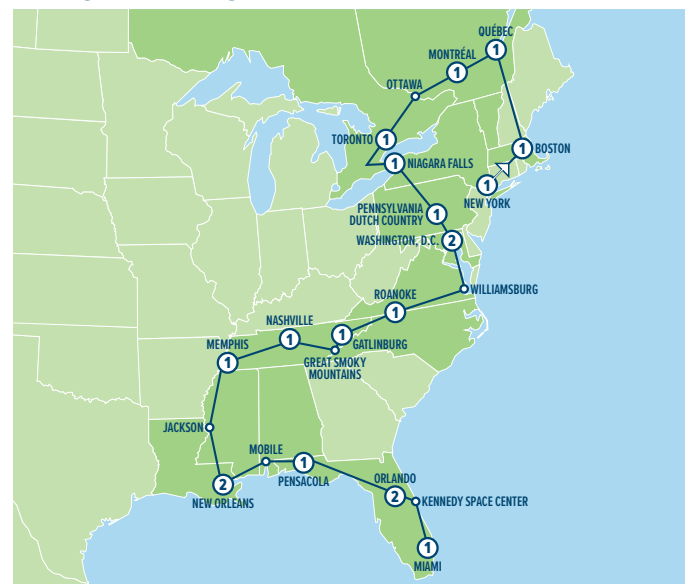 QUÉBEC
1
MONTRÉAL
1
OTTAWA
TORONTO
1
1
BOSTON
1
NIAGARA FALLS
1
NEW YORK
PENNSYLVANIA
DUTCH COUNTRY
1
WASHINGTON, D.C.
2
WILLIAMSBURG
ROANOKE
1
NASHVILLE
1
1
GATLINBURG
MEMPHIS
1
GREAT SMOKY
MOUNTAINS
JACKSON
MOBILE
1
PENSACOLA
2
NEW ORLEANS
ORLANDO
2
KENNEDY SPACE CENTER
1
MIAMI